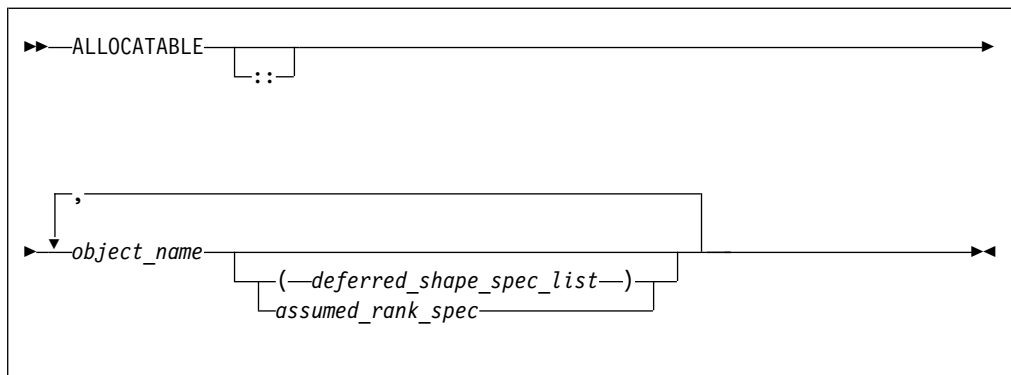 ALLOCATABLE
::
,
object_name
( deferred_shape_spec_list )
assumed_rank_spec